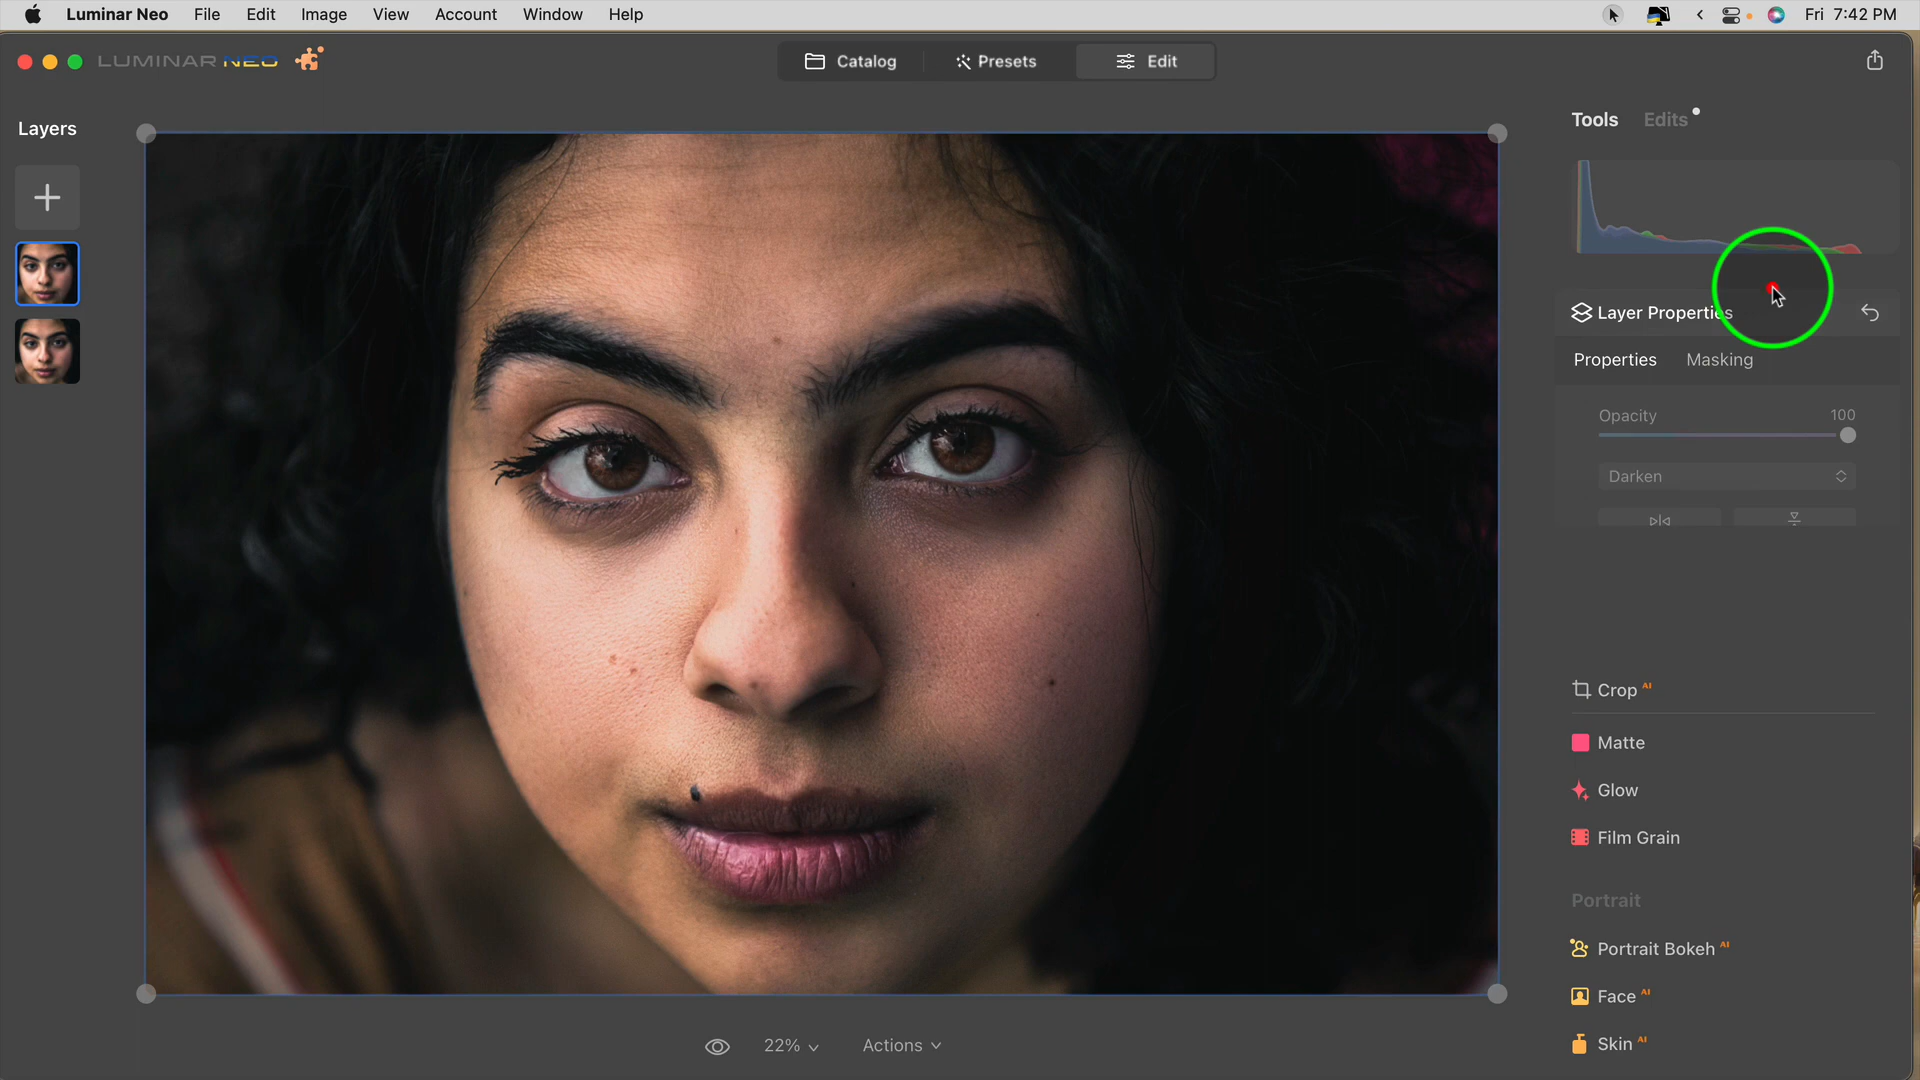 Luminar Neo File Edit Image View Account Window Help Fri 7:42 PM
LUMINAR NEO
Catalog Presets Edit
Layers
Tools Edits
Layer Properties
Properties Masking
Opacity 100
Darken
Crop AI
Matte
Glow
Film Grain
Portrait
Portrait Bokeh AI
Face AI
Skin AI
22% Actions